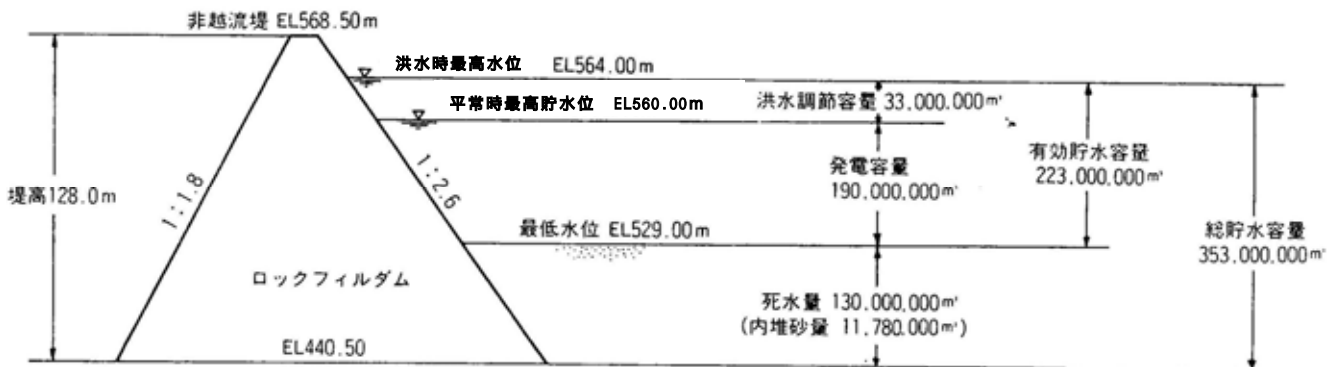 非越流堤 EL568.50m
洪水時最高水位 EL564.00m
平常時最高貯水位 EL560.00m
洪水調節容量 33.000.000㎥
有効貯水容量
223.000.000㎥
発電容量
190.000,000㎥
1:1.8
1:2.6
堤高128.0m
最低水位 EL529.00m
総貯水容量
353.000.000㎥
ロックフィルダム
死水量 130.000,000㎥
(内堆砂量 11.780.000㎥)
EL440.50